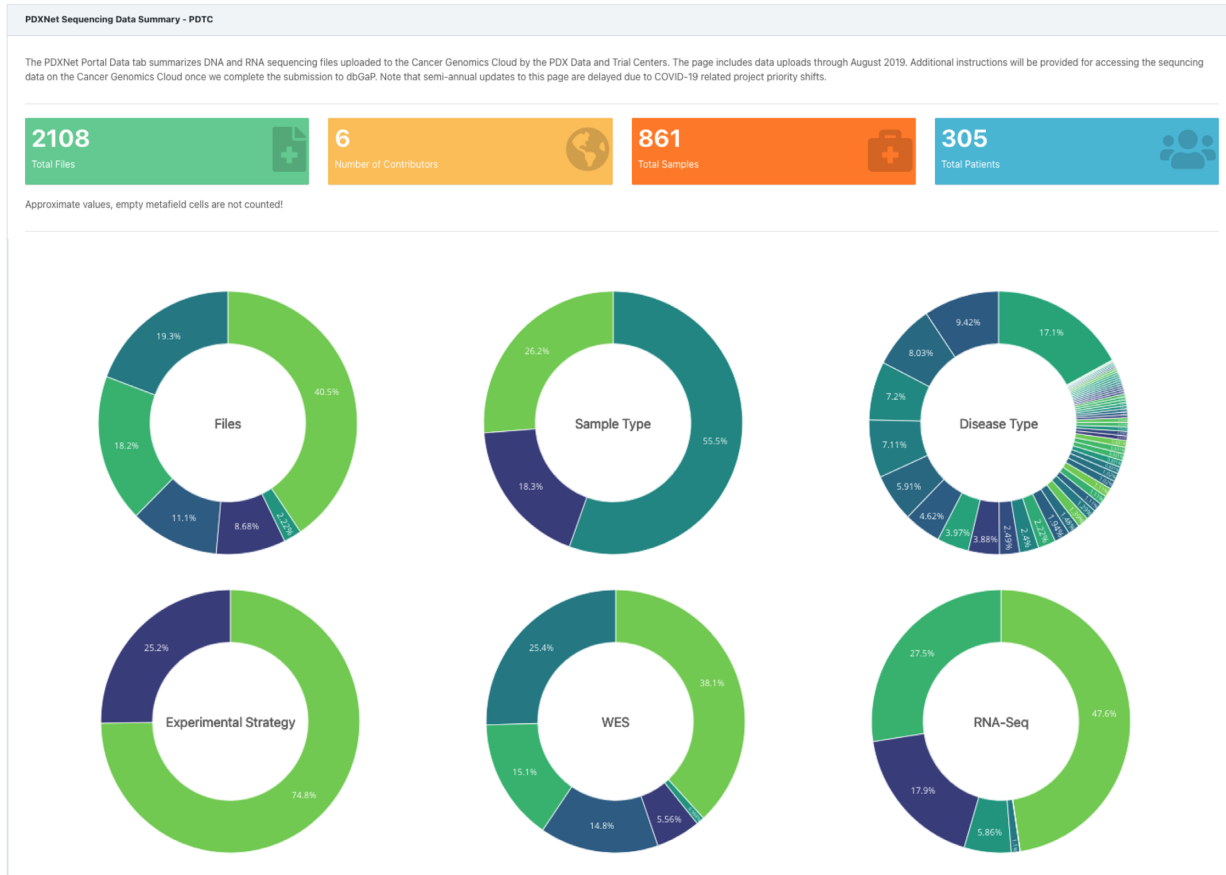 PDXNet Sequencing Data Summary - PDTC
The PDXNet Portal Data tab summarizes DNA and RNA sequencing files uploaded to the Cancer Genomics Cloud by the PDX Data and Trial Centers. The page includes data uploads through August 2019. Additional instructions will be provided for accessing the sequncing
data on the Cancer Genomics Cloud once we complete the submission to dbGaP. Note that semi-annual updates to this page are delayed due to COVID-19 related project priority shifts.
2108
Total Files
6
Number of Contributors
861
Total Samples
305
Total Patients
Approximate values, empty metafield cells are not counted!
Files
40.5%
19.3%
18.2%
11.1%
8.68%
2.22%
Sample Type
55.5%
26.2%
18.3%
Disease Type
17.1%
9.42%
8.03%
7.2%
7.11%
5.91%
4.62%
3.97%
3.88%
2.49%
2.4%
2.22%
1.94%
Experimental Strategy
25.2%
74.8%
WES
38.1%
25.4%
15.1%
14.8%
5.56%
RNA-Seq
47.6%
27.5%
17.9%
5.86%